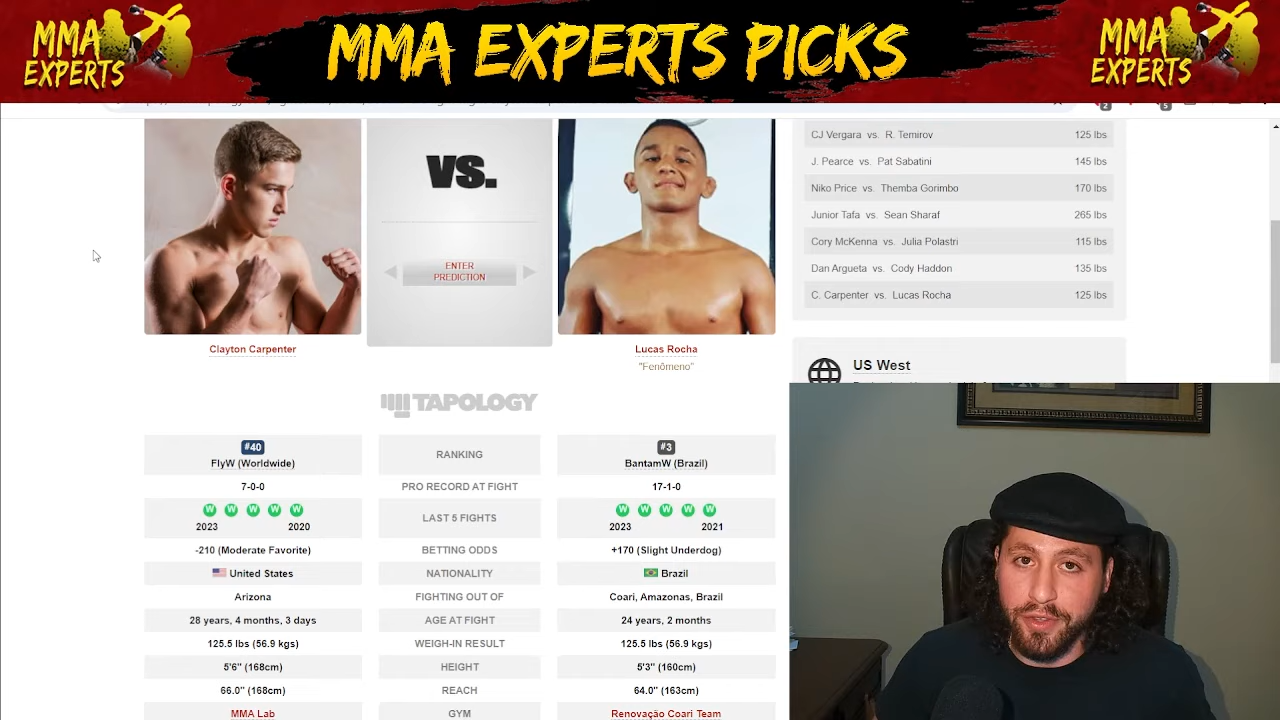 MMA
EXPERTS
MMA EXPERTS PICKS
MMA
EXPERTS
2
5
VS.
ENTER
PREDICTION
Clayton Carpenter
Lucas Rocha
"Fenômeno"
TAPOLOGY
#40
FlyW (Worldwide)
RANKING
#3
BantamW (Brazil)
7-0-0
PRO RECORD AT FIGHT
17-1-0
W W W W W
2023 2020
LAST 5 FIGHTS
W W W W W
2023 2021
-210 (Moderate Favorite)
BETTING ODDS
+170 (Slight Underdog)
United States
NATIONALITY
Brazil
Arizona
FIGHTING OUT OF
Coari, Amazonas, Brazil
28 years, 4 months, 3 days
AGE AT FIGHT
24 years, 2 months
125.5 lbs (56.9 kgs)
WEIGH-IN RESULT
125.5 lbs (56.9 kgs)
5'6" (168cm)
HEIGHT
5'3" (160cm)
66.0" (168cm)
REACH
64.0" (163cm)
MMA Lab
GYM
Renovação Coari Team
CJ Vergara vs. R. Temirov 125 lbs
J. Pearce vs. Pat Sabatini 145 lbs
Niko Price vs. Themba Gorimbo 170 lbs
Junior Tafa vs. Sean Sharaf 265 lbs
Cory McKenna vs. Julia Polastri 115 lbs
Dan Argueta vs. Cody Haddon 135 lbs
C. Carpenter vs. Lucas Rocha 125 lbs
US West